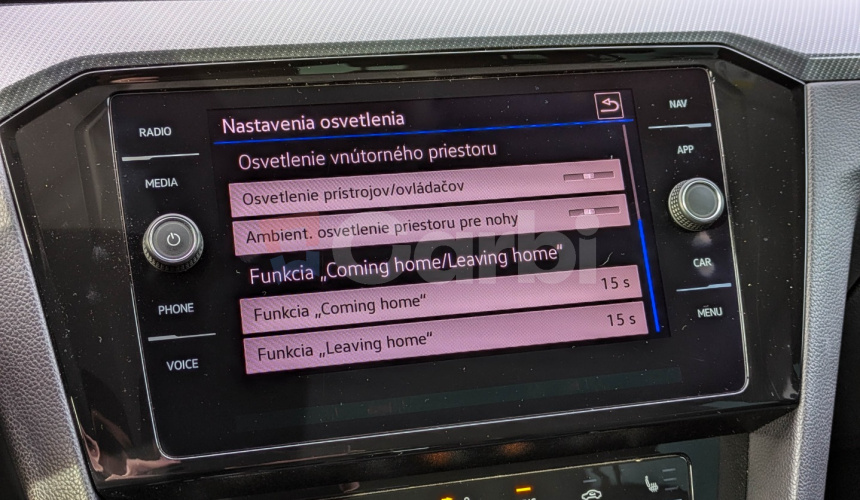 RADIO
MEDIA
PHONE
VOICE
Nastavenia osvetlenia
Osvetlenie vnútorného priestoru
Osvetlenie prístrojov/ovládačov
Ambient. osvetlenie priestoru pre nohy
Funkcia „Coming home/Leaving home“
Funkcia „Coming home“ 15 s
Funkcia „Leaving home“ 15 s
NAV
APP
CAR
MENU
Carbi